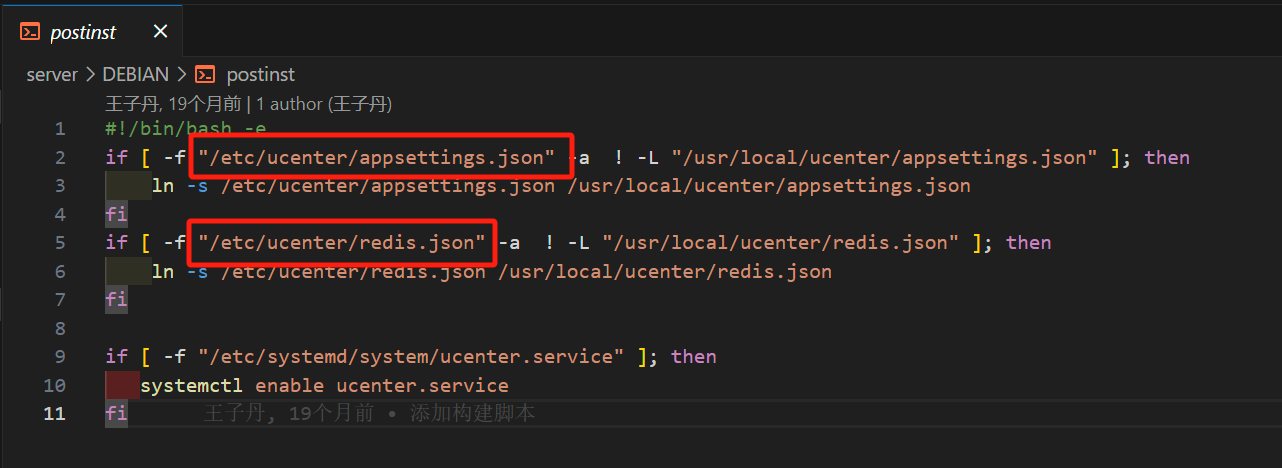 postinst
server > DEBIAN > postinst
王子丹, 19个月前 | 1 author (王子丹)
1 #!/bin/bash -e
2 if [ -f "/etc/ucenter/appsettings.json" -a  ! -L "/usr/local/ucenter/appsettings.json" ]; then
3     ln -s /etc/ucenter/appsettings.json /usr/local/ucenter/appsettings.json
4 fi
5 if [ -f "/etc/ucenter/redis.json" -a  ! -L "/usr/local/ucenter/redis.json" ]; then
6     ln -s /etc/ucenter/redis.json /usr/local/ucenter/redis.json
7 fi
8
9 if [ -f "/etc/systemd/system/ucenter.service" ]; then
10    systemctl enable ucenter.service
11 fi 王子丹, 19个月前 • 添加构建脚本